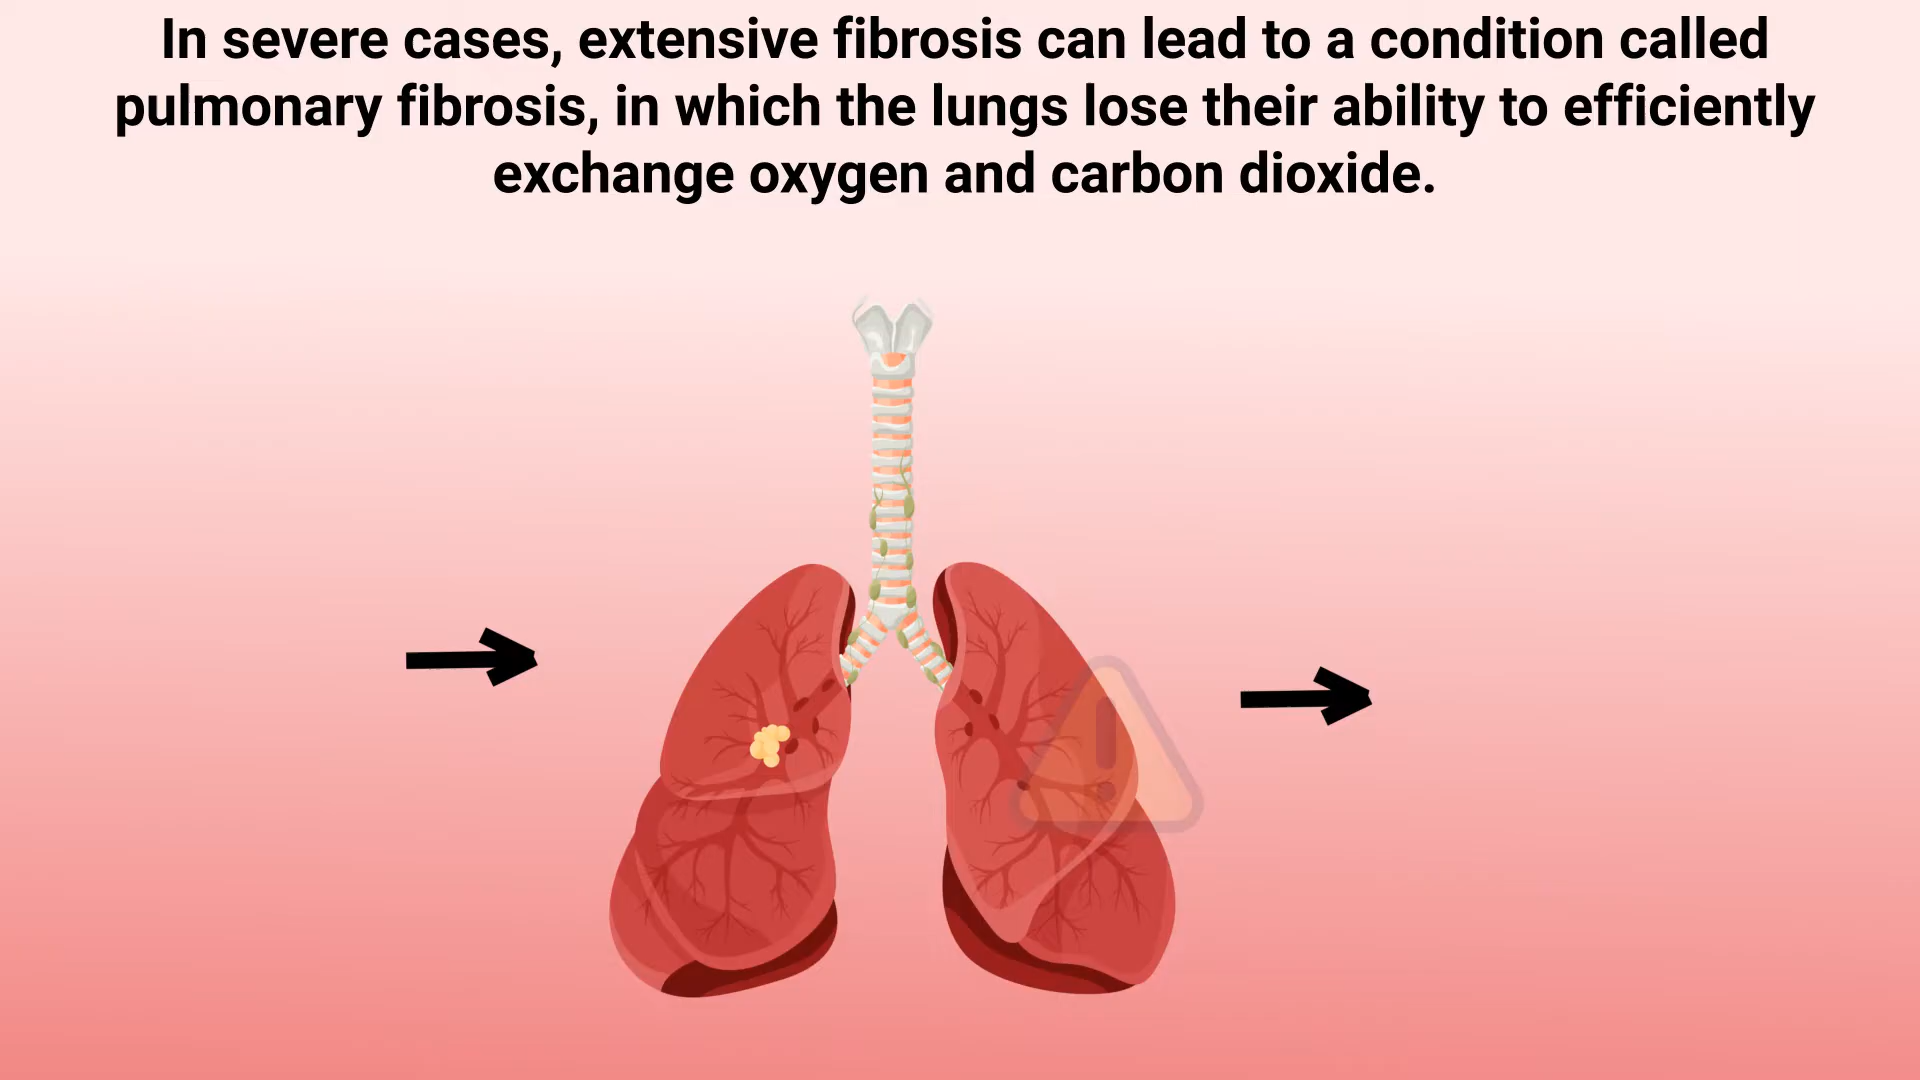 In severe cases, extensive fibrosis can lead to a condition called
pulmonary fibrosis, in which the lungs lose their ability to efficiently
exchange oxygen and carbon dioxide.